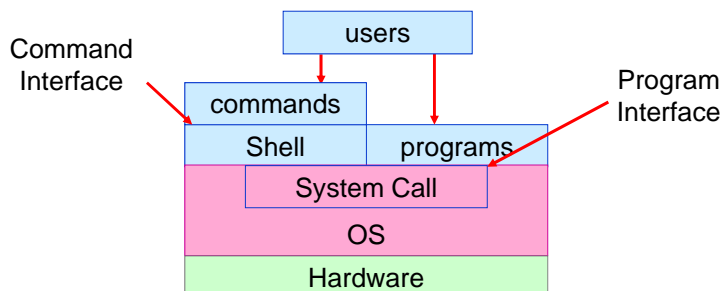 users
Command
Interface
Program
Interface
commands
Shell
programs
System Call
OS
Hardware